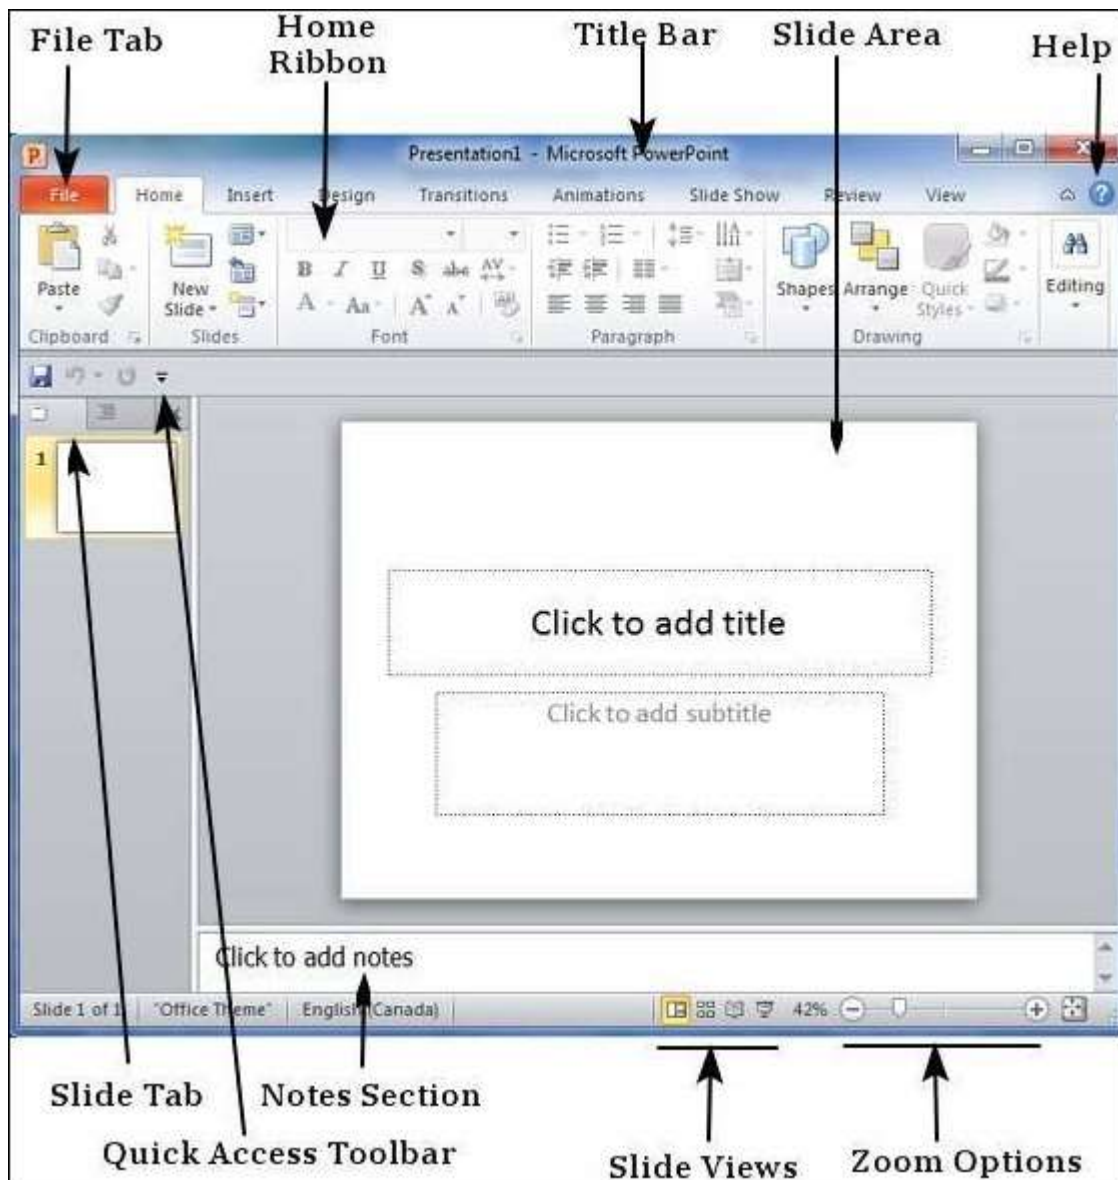 File Tab
Home
Ribbon
Title Bar
Slide Area
Help
P
Presentation1 - Microsoft PowerPoint
File Home Insert Design Transitions Animations Slide Show Review View
Paste
New
Slide
Shapes Arrange Quick
Styles
Editing
Clipboard Slides Font Paragraph Drawing
B I U S abc AV
A Aa A A
1
Click to add title
Click to add subtitle
Click to add notes
Slide 1 of 1 "Office Theme" English (Canada) 42%
Slide Tab
Notes Section
Quick Access Toolbar
Slide Views
Zoom Options